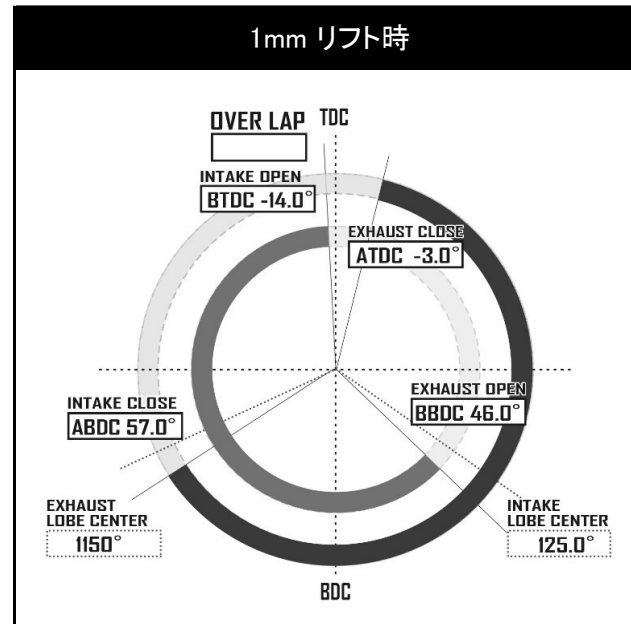 1mm リフト時
OVER LAP
TDC
INTAKE OPEN
BTDC -14.0°
EXHAUST CLOSE
ATDC -3.0°
INTAKE CLOSE
ABDC 57.0°
EXHAUST OPEN
BBDC 46.0°
EXHAUST
LOBE CENTER
1150°
INTAKE
LOBE CENTER
125.0°
BDC